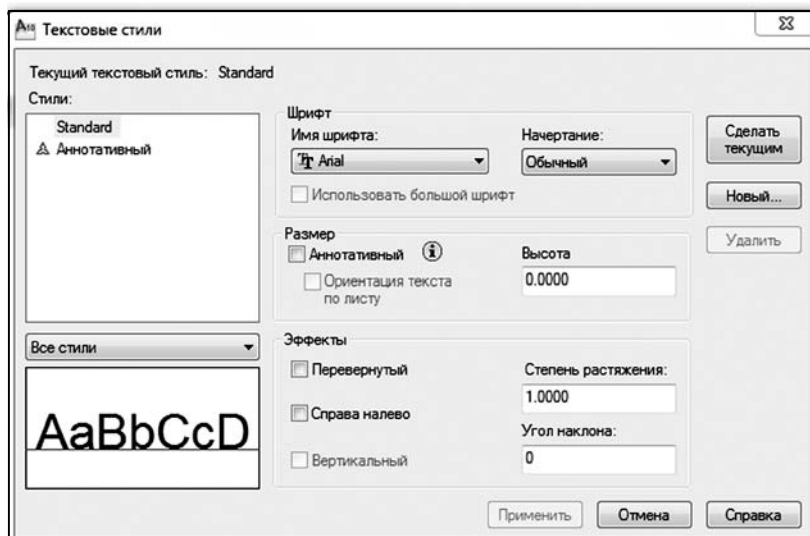 Текстовые стили
Текущий текстовый стиль: Standard
Стили:
Standard
Аннотативный
Все стили
AaBbCcD
Шрифт
Имя шрифта:
Arial
Начертание:
Обычный
Использовать большой шрифт
Размер
Аннотативный
Ориентация текста
по листу
Высота
0.0000
Эффекты
Перевернутый
Справа налево
Вертикальный
Степень растяжения:
1.0000
Угол наклона:
0
Сделать
текущим
Новый...
Удалить
Применить
Отмена
Справка